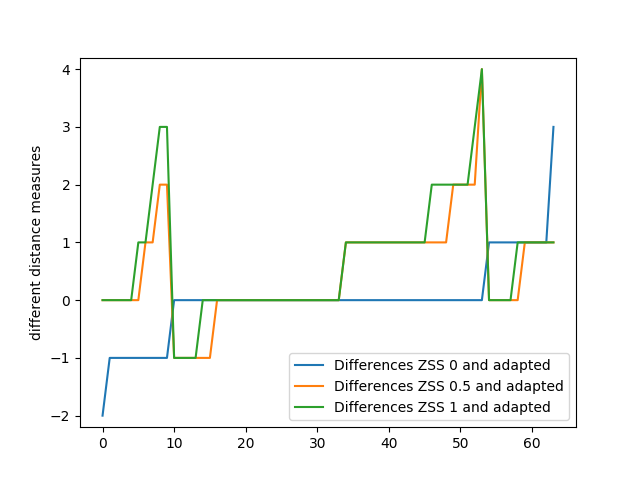 4
3
2
1
0
−1
−2
different distance measures
0 10 20 30 40 50 60
Differences ZSS 0 and adapted
Differences ZSS 0.5 and adapted
Differences ZSS 1 and adapted